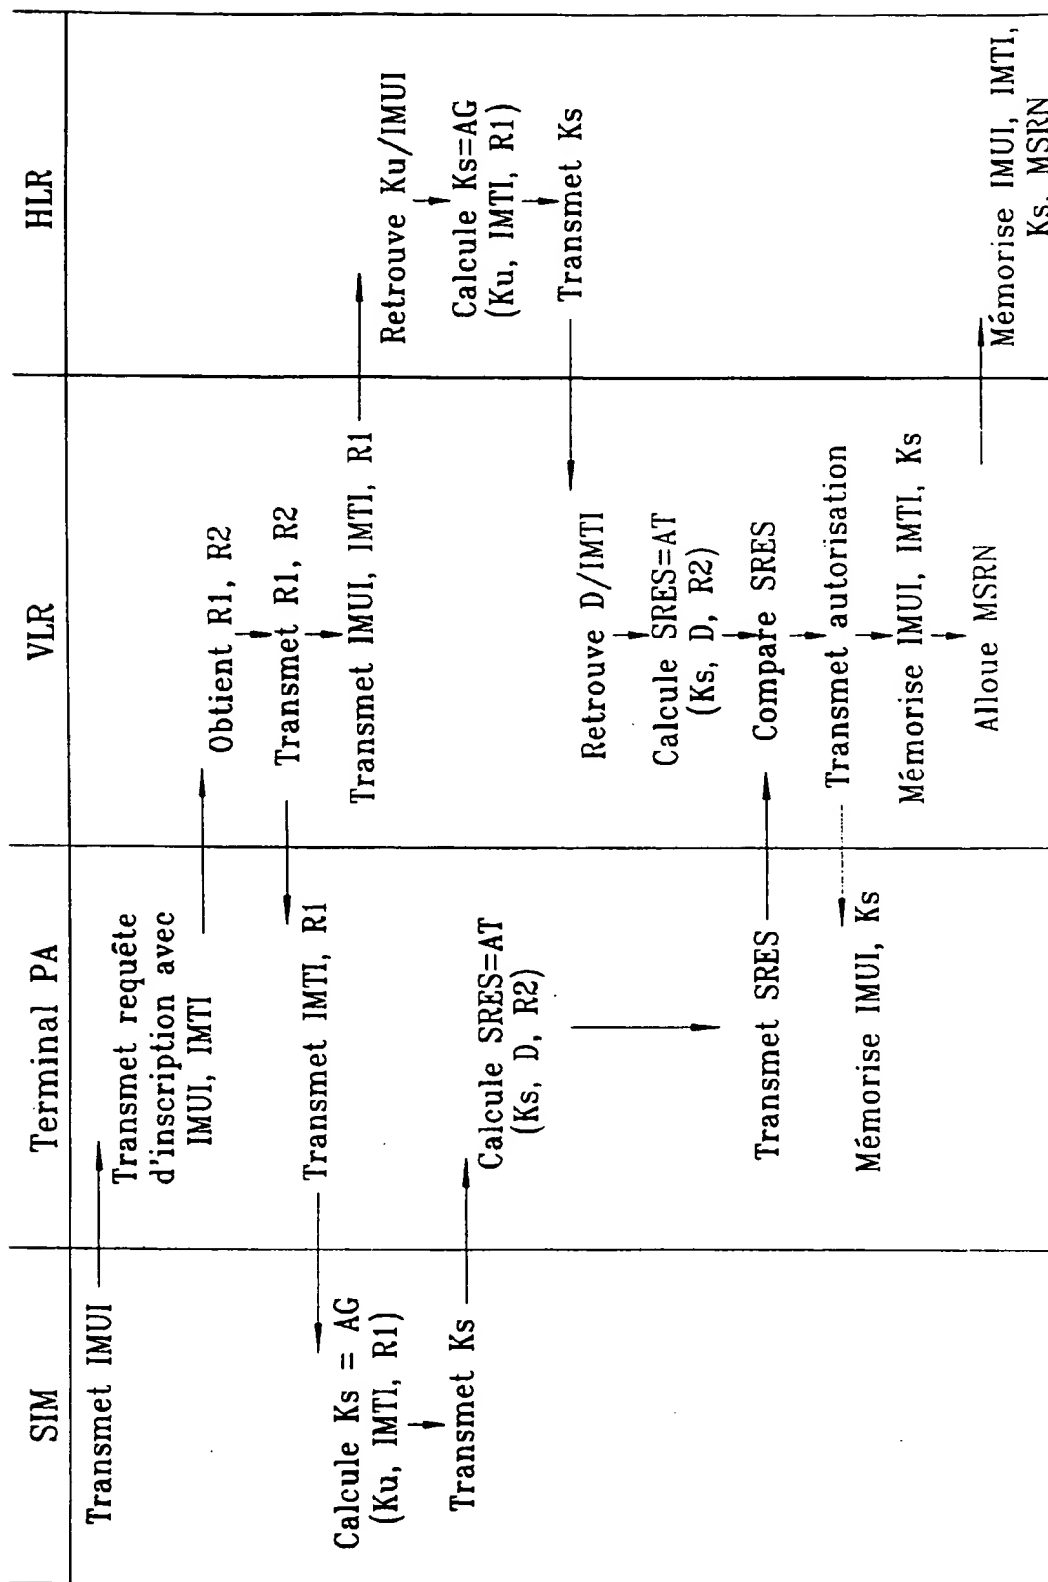 SIM
Terminal PA
VLR
HLR
Transmet IMUI
Transmet requête
d'inscription avec
IMUI, IMTI
Obtient R1, R2
Transmet R1, R2
Transmet IMUI, IMTI, R1
Transmet IMTI, R1
Calcule Ks = AG
(Ku, IMTI, R1)
Transmet Ks
Retrouve Ku/IMUI
Calcule Ks=AG
(Ku, IMTI, R1)
Transmet Ks
Calcule SRES=AT
(Ks, D, R2)
Retrouve D/IMTI
Calcule SRES=AT
(Ks, D, R2)
Transmet SRES
Compare SRES
Transmet autorisation
Mémorise IMUI, Ks
Mémorise IMUI, IMTI, Ks
Alloue MSRN
Mémorise IMUI, IMTI,
Ks, MSRN